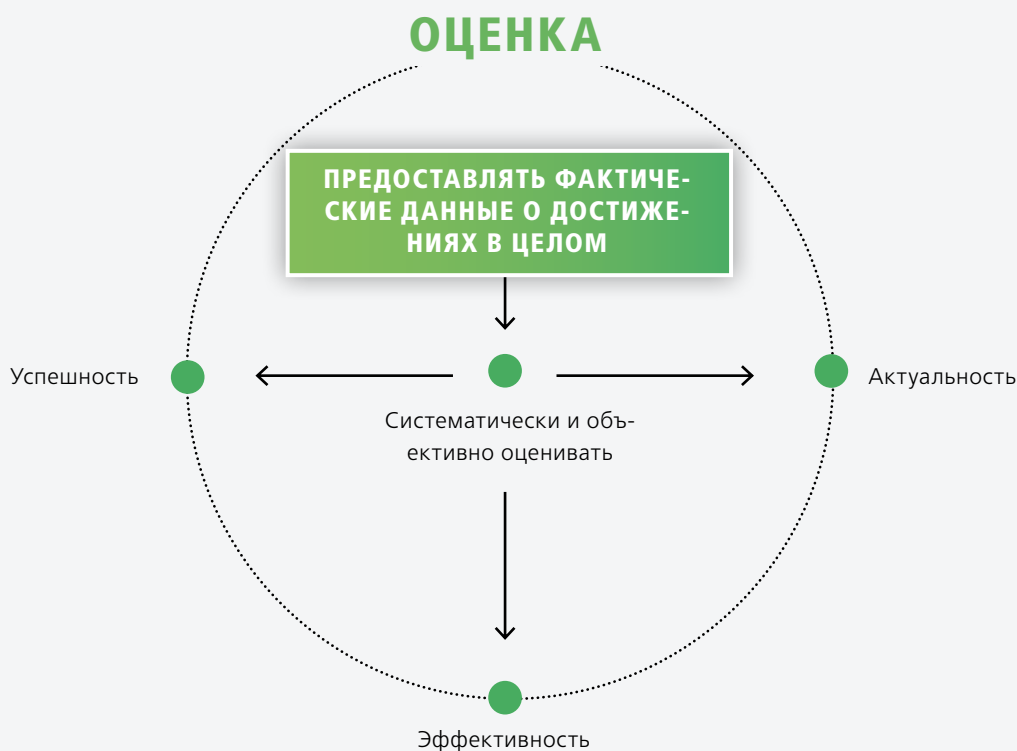 ОЦЕНКА
ПРЕДОСТАВЛЯТЬ ФАКТИЧЕ-
СКИЕ ДАННЫЕ О ДОСТИЖЕ-
НИЯХ В ЦЕЛОМ
Успешность
Актуальность
Систематически и объ-
ективно оценивать
Эффективность